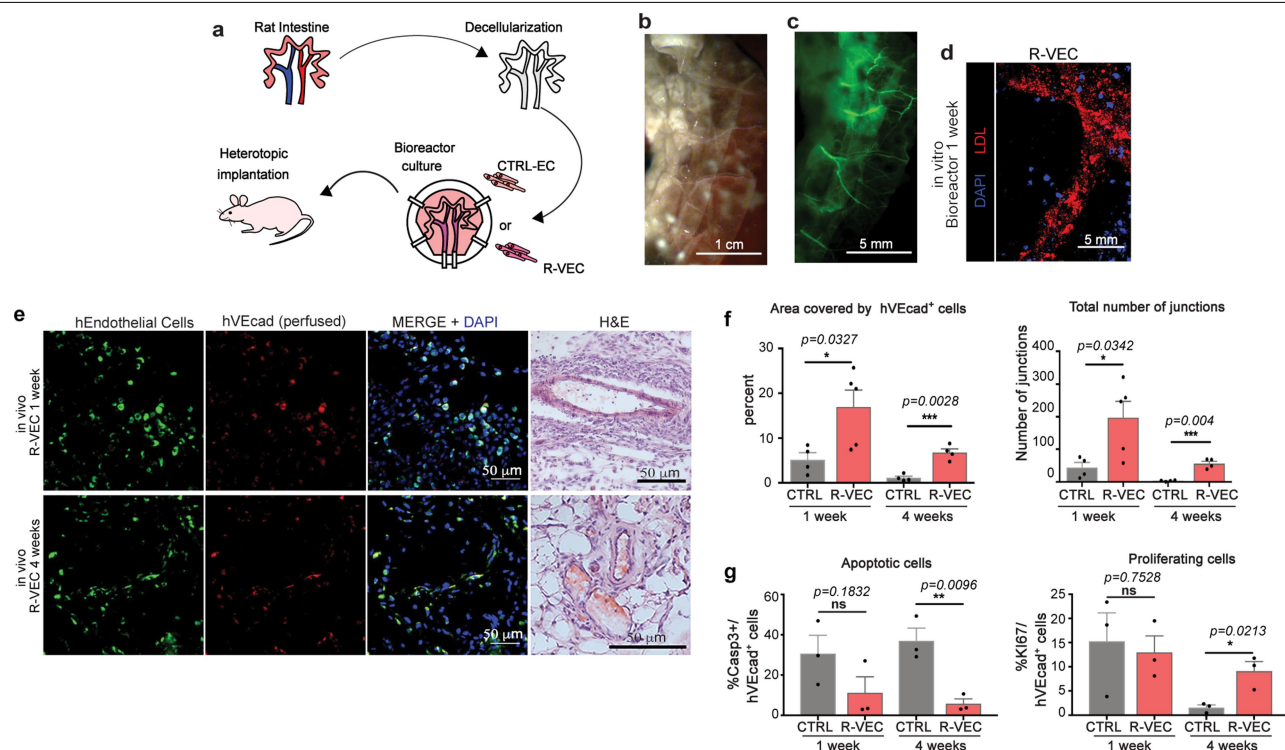 a
Rat Intestine
Decellularization
Heterotopic
implantation
Bioreactor
culture
CTRL-EC
or
R-VEC
b
1 cm
c
5 mm
d
R-VEC
in vitro
Bioreactor 1 week
DAPI LDL
5 mm
e
hEndothelial Cells
hVEcad (perfused)
MERGE + DAPI
H&E
in vivo
R-VEC 1 week
50 μm
50 μm
in vivo
R-VEC 4 weeks
50 μm
50 μm
f
Area covered by hVEcad⁺ cells
percent
30
20
10
0
p=0.0327
*
p=0.0028
***
CTRL R-VEC CTRL R-VEC
1 week 4 weeks
Total number of junctions
Number of junctions
400
300
200
100
0
p=0.0342
*
p=0.004
***
CTRL R-VEC CTRL R-VEC
1 week 4 weeks
g
Apoptotic cells
%Casp3+/
hVEcad⁺ cells
60
40
20
0
p=0.1832
ns
p=0.0096
**
CTRL R-VEC CTRL R-VEC
1 week 4 weeks
Proliferating cells
%KI67/
hVEcad⁺ cells
25
20
15
10
5
0
p=0.7528
ns
p=0.0213
*
CTRL R-VEC CTRL R-VEC
1 week 4 weeks